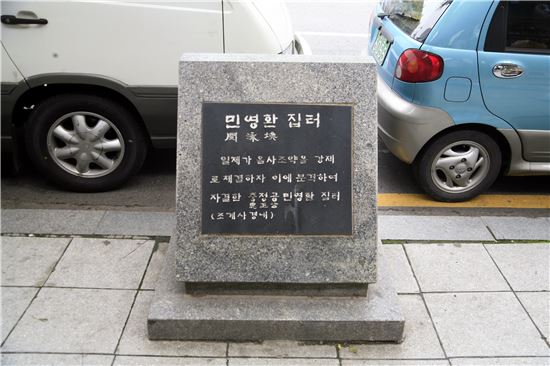 민영환 집터
閔泳煥
일제가 을사조약을 강제
로 체결하자 이에 분격하여
자결한 충정공 민영환 집터
(조계사경내)